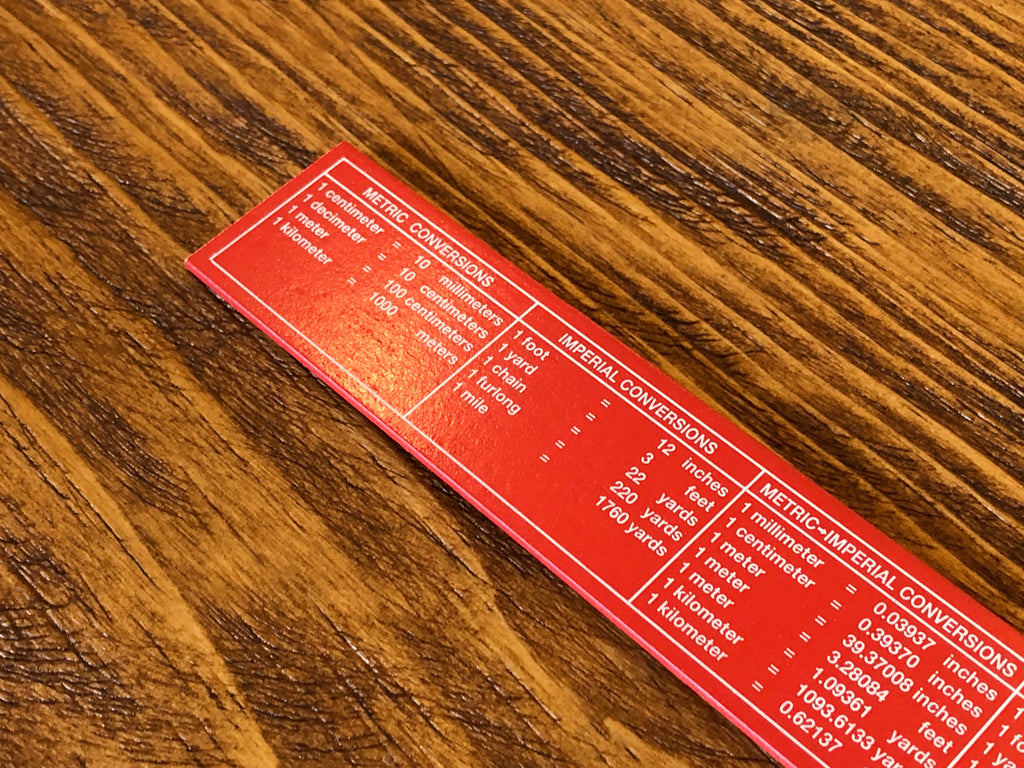 METRIC CONVERSIONS
1 centimeter = 10 millimeters
1 decimeter = 10 centimeters
1 meter = 100 centimeters
1 kilometer = 1000 meters
IMPERIAL CONVERSIONS
1 foot = 12 inches
1 yard = 3 feet
1 chain = 22 yards
1 furlong = 220 yards
1 mile = 1760 yards
METRIC→IMPERIAL CONVERSIONS
1 millimeter = 0.03937 inches
1 centimeter = 0.39370 inches
1 meter = 39.37008 inches
1 meter = 3.28084 feet
1 meter = 1.09361 yards
1 kilometer = 1093.6133
1 kilometer = 0.62137